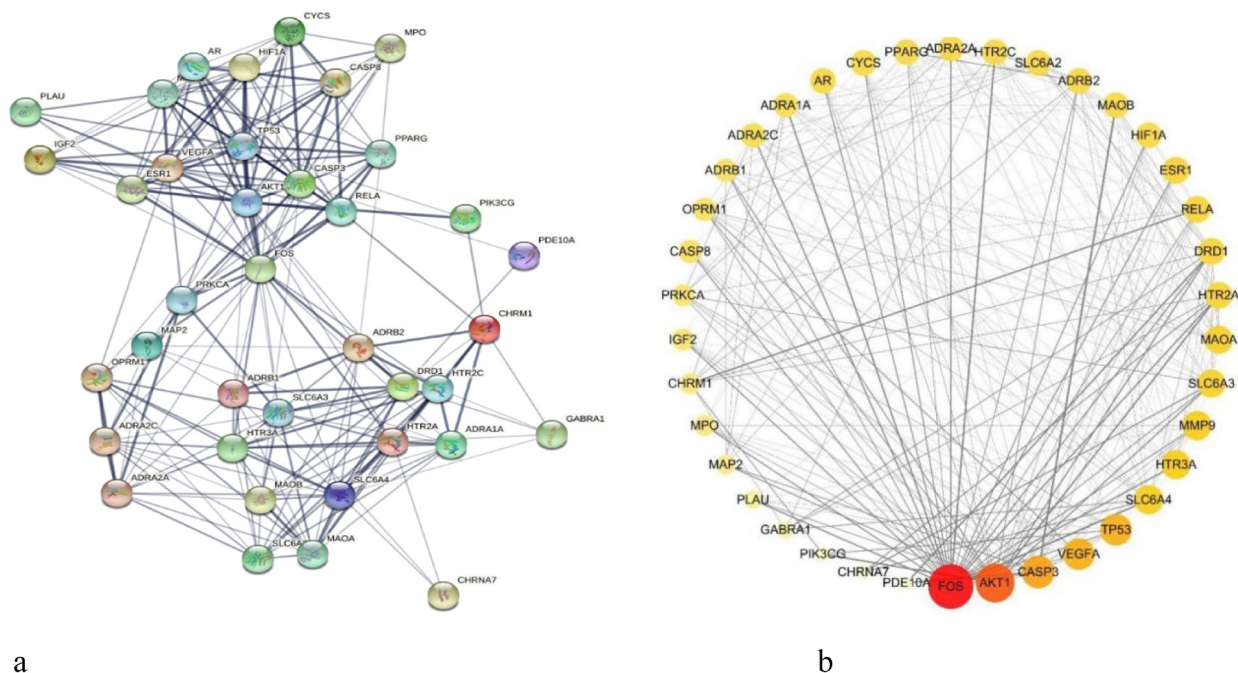 CYCS
MPO
AR
HIF1A
CASP8
PLAU
TP53
PPARG
IGF2
VEGFA
ESR1
CASP3
AKT1
RELA
PIK3CG
PDE10A
FOS
PRKCA
CHRM1
MAP2
ADRB2
OPRM1
DRD1
HTR2C
ADRB1
SLC6A3
GABRA1
ADRA2C
HTR3A
HTR2A
ADRA1A
ADRA2A
MAOB
SLC6A4
MAOA
CHRNA7
a
ADRA2A
HTR2C
SLC6A2
ADRB2
MAOB
HIF1A
ESR1
RELA
DRD1
HTR2A
MAOA
SLC6A3
MMP9
HTR3A
SLC6A4
TP53
VEGFA
CASP3
AKT1
FOS
PDE10A
CHRNA7
PIK3CG
GABRA1
PLAU
MAP2
MPO
CHRM1
IGF2
PRKCA
CASP8
OPRM1
ADRB1
ADRA2C
ADRA1A
AR
CYCS
PPARG
b